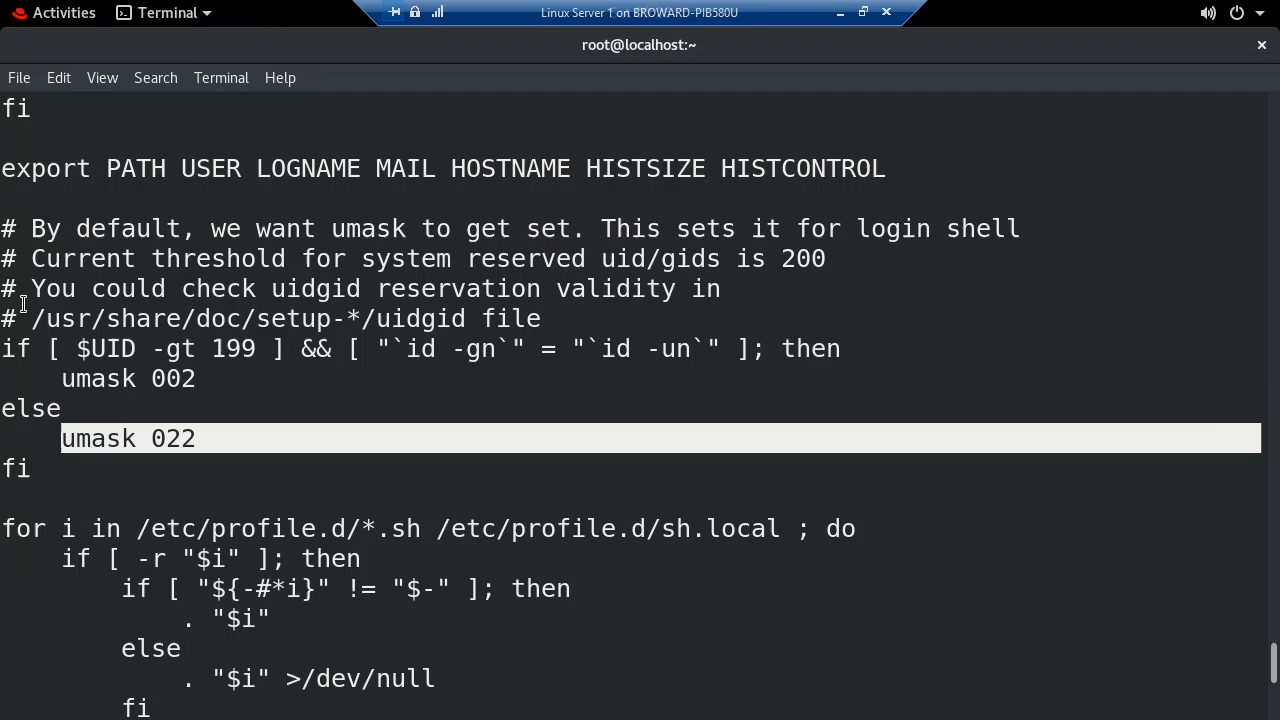 Activities Terminal Linux Server 1 on BROWARD-PIB580U
root@localhost:~
File Edit View Search Terminal Help
fi
export PATH USER LOGNAME MAIL HOSTNAME HISTSIZE HISTCONTROL
# By default, we want umask to get set. This sets it for login shell
# Current threshold for system reserved uid/gids is 200
# You could check uidgid reservation validity in
# /usr/share/doc/setup-*/uidgid file
if [ $UID -gt 199 ] && [ "`id -gn`" = "`id -un`" ]; then
    umask 002
else
    umask 022
fi
for i in /etc/profile.d/*.sh /etc/profile.d/sh.local ; do
    if [ -r "$i" ]; then
        if [ "${-#*i}" != "$-" ]; then
            . "$i"
        else
            . "$i" >/dev/null
        fi